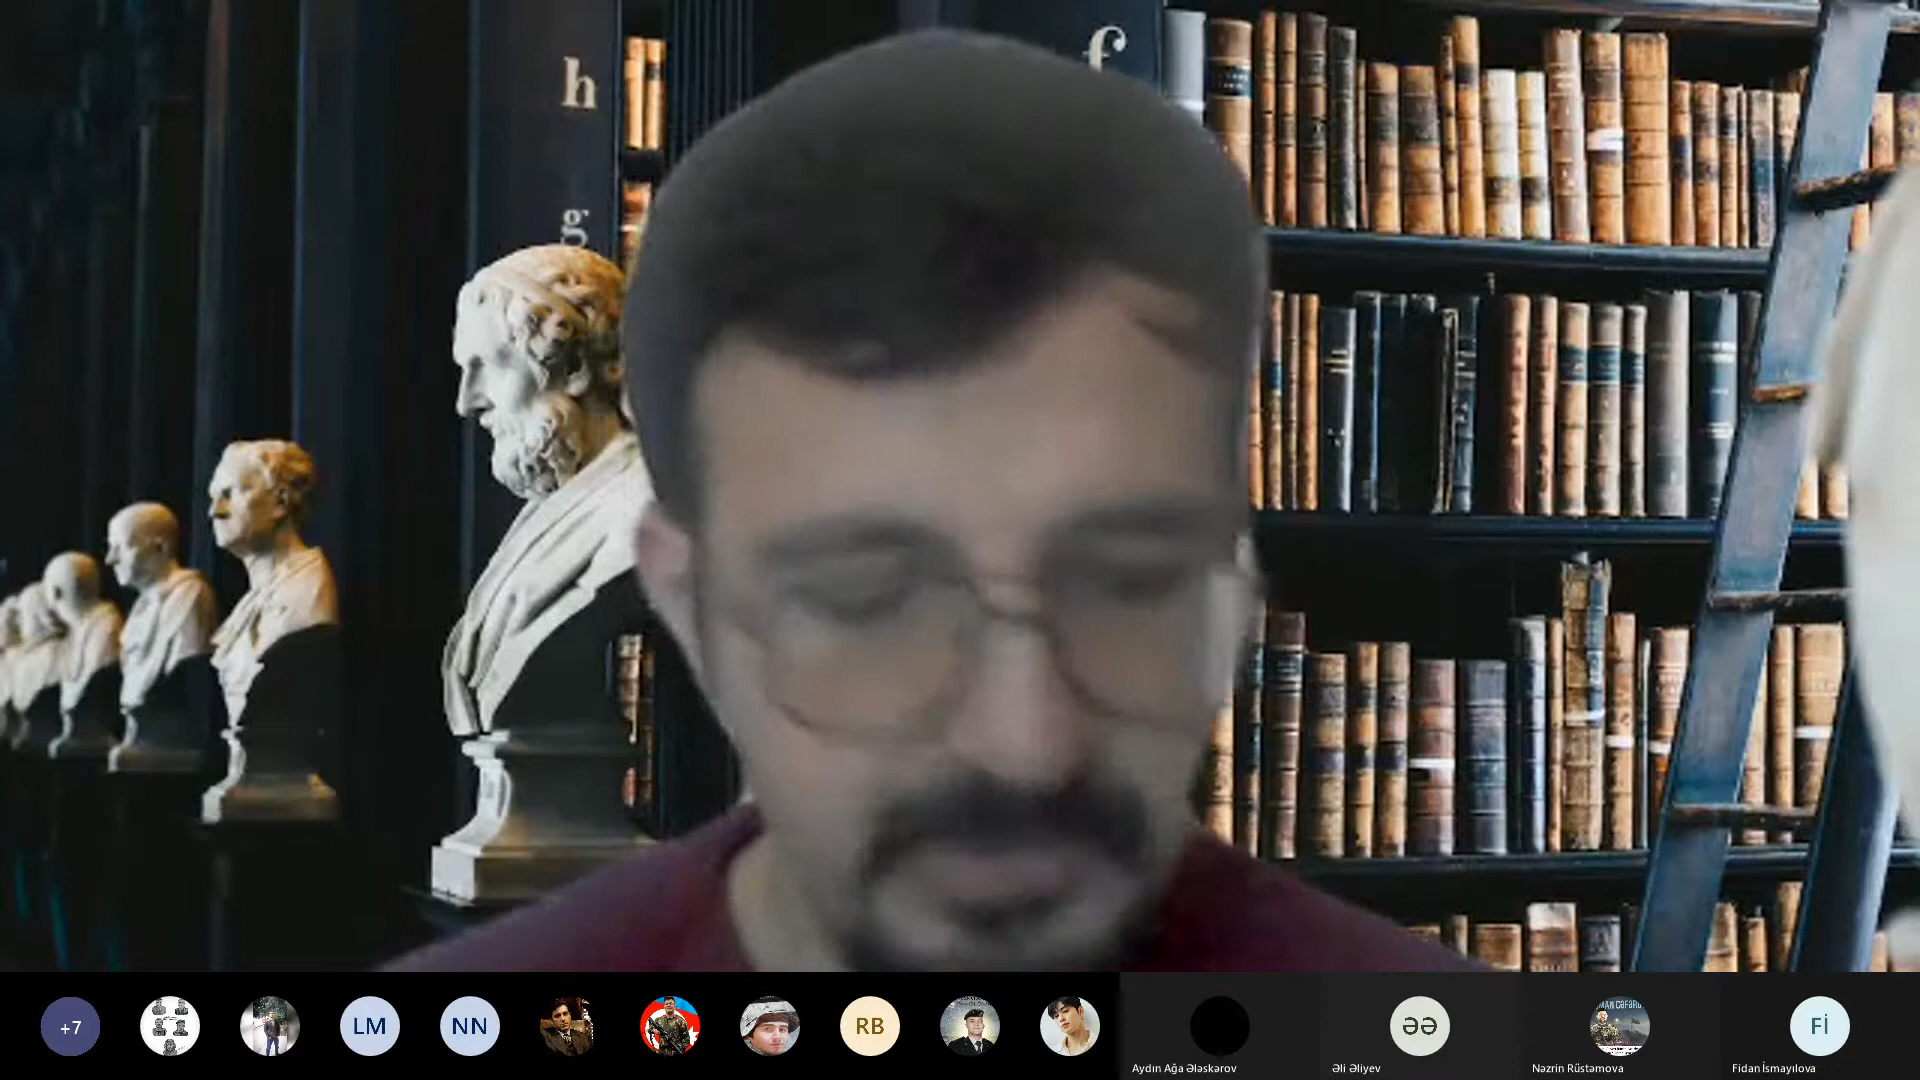 h
f
g
+7
LM
NN
RB
əə
Fİ
Aydın Ağa Ələskərov
Əli Əliyev
Nəzrin Rüstəmova
Fidan İsmayılova